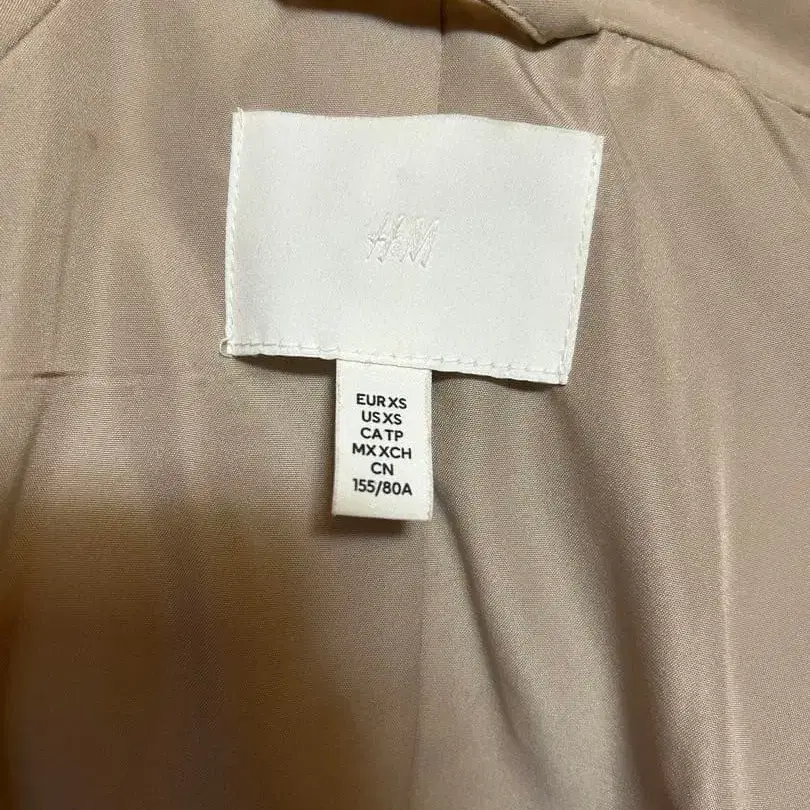 H&M
EUR XS
US XS
CA TP
MX XCH
CN
155/80A